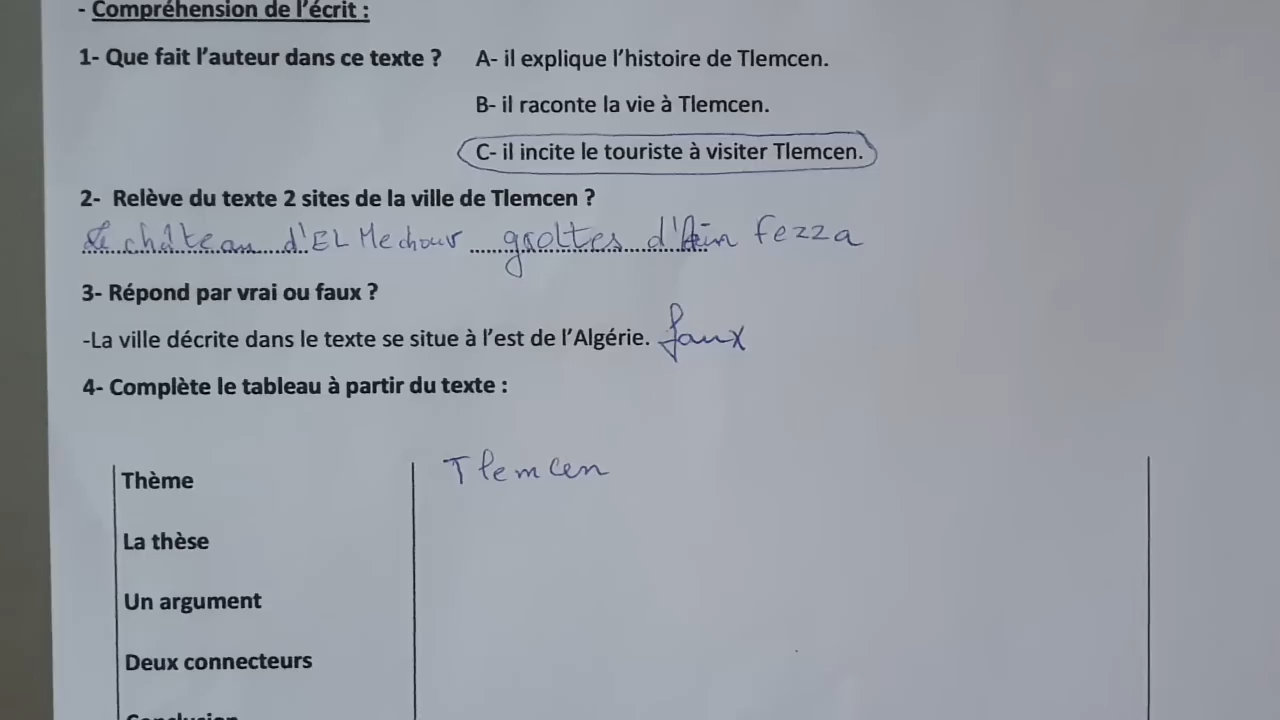 - Compréhension de l'écrit :
1- Que fait l'auteur dans ce texte ? A- il explique l'histoire de Tlemcen.
B- il raconte la vie à Tlemcen.
C- il incite le touriste à visiter Tlemcen.
2- Relève du texte 2 sites de la ville de Tlemcen ?
Le château d'EL Mechour grottes d'Ain Fezza
3- Répond par vrai ou faux ?
-La ville décrite dans le texte se situe à l'est de l'Algérie. faux
4- Complète le tableau à partir du texte :
Thème Tlemcen
La thèse
Un argument
Deux connecteurs
Conclusion